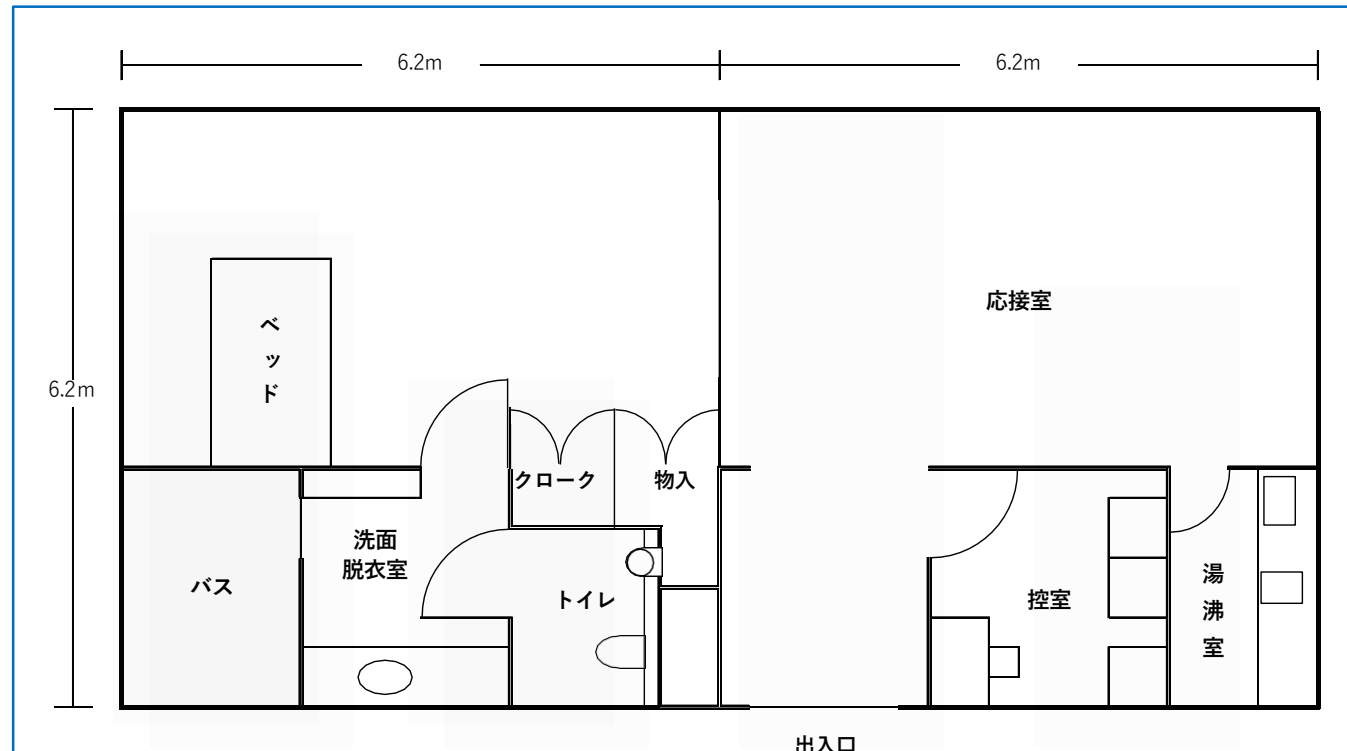 6.2m
6.2m
6.2m
応接室
ベッド
クローク
物入
洗面
脱衣室
バス
トイレ
控室
湯沸室
出入口